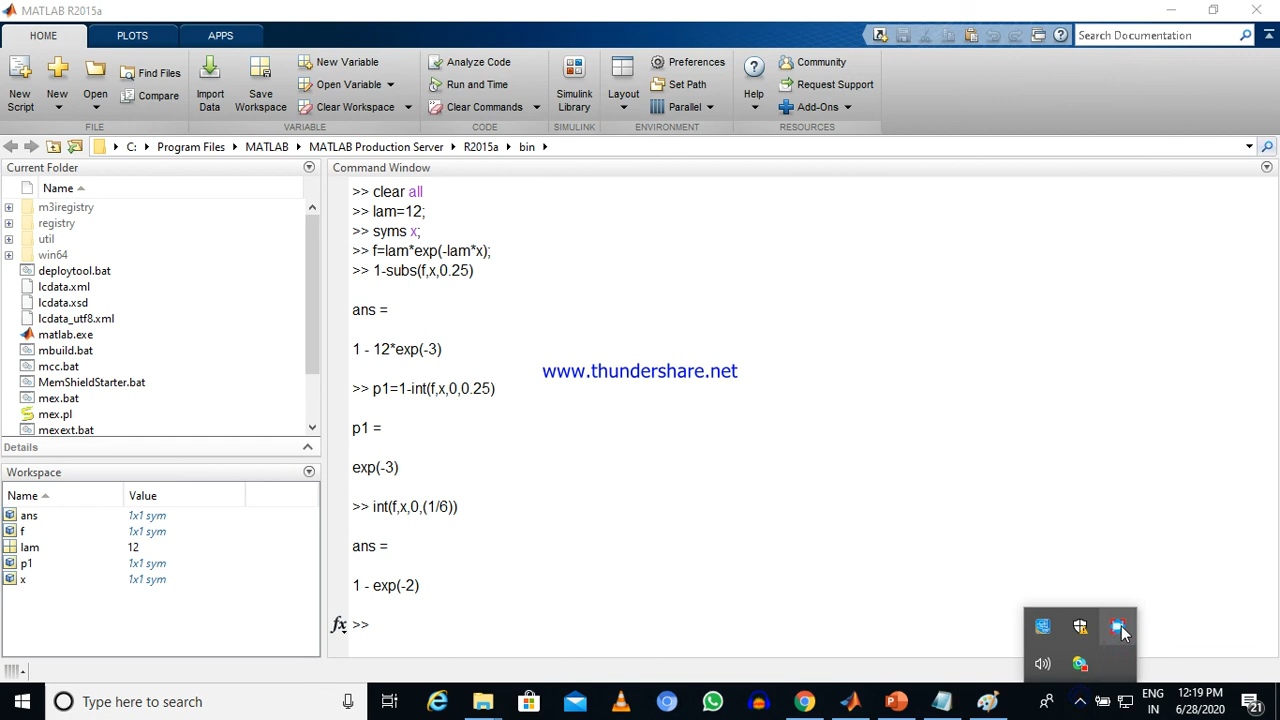 MATLAB R2015a
HOME
PLOTS
APPS
Search Documentation
New Script
New
Open
Find Files
Compare
FILE
Import Data
Save Workspace
New Variable
Open Variable
Clear Workspace
VARIABLE
Analyze Code
Run and Time
Clear Commands
CODE
Simulink Library
SIMULINK
Layout
Preferences
Set Path
Parallel
ENVIRONMENT
Help
Community
Request Support
Add-Ons
RESOURCES
C: Program Files MATLAB MATLAB Production Server R2015a bin
Current Folder
Name
m3iregistry
registry
util
win64
deploytool.bat
lcdata.xml
lcdata.xsd
lcdata_utf8.xml
matlab.exe
mbuild.bat
mcc.bat
MemShieldStarter.bat
mex.bat
mex.pl
mexext.bat
Details
Workspace
Name Value
ans 1x1 sym
f 1x1 sym
lam 12
p1 1x1 sym
x 1x1 sym
Command Window
>> clear all
>> lam=12;
>> syms x;
>> f=lam*exp(-lam*x);
>> 1-subs(f,x,0.25)
ans =
1 - 12*exp(-3)
www.thundershare.net
>> p1=1-int(f,x,0,0.25)
p1 =
exp(-3)
>> int(f,x,0,(1/6))
ans =
1 - exp(-2)
fx >>
Type here to search
ENG
IN
12:19 PM
6/28/2020
21